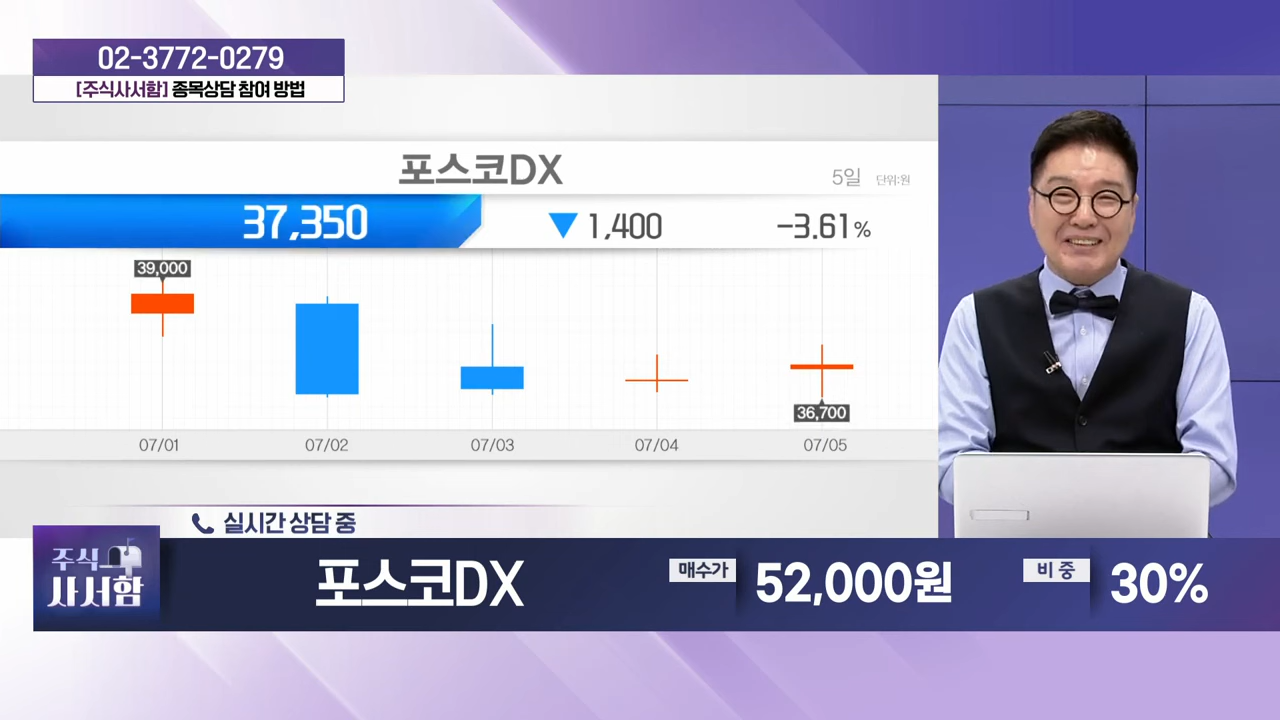 02-3772-0279
[주식사서함] 종목상담 참여 방법
포스코DX
5일 단위:원
37,350 ▼ 1,400 -3.61%
39,000
36,700
07/01 07/02 07/03 07/04 07/05
실시간 상담 중
주식
사서함
포스코DX 매수가 52,000원 비중 30%